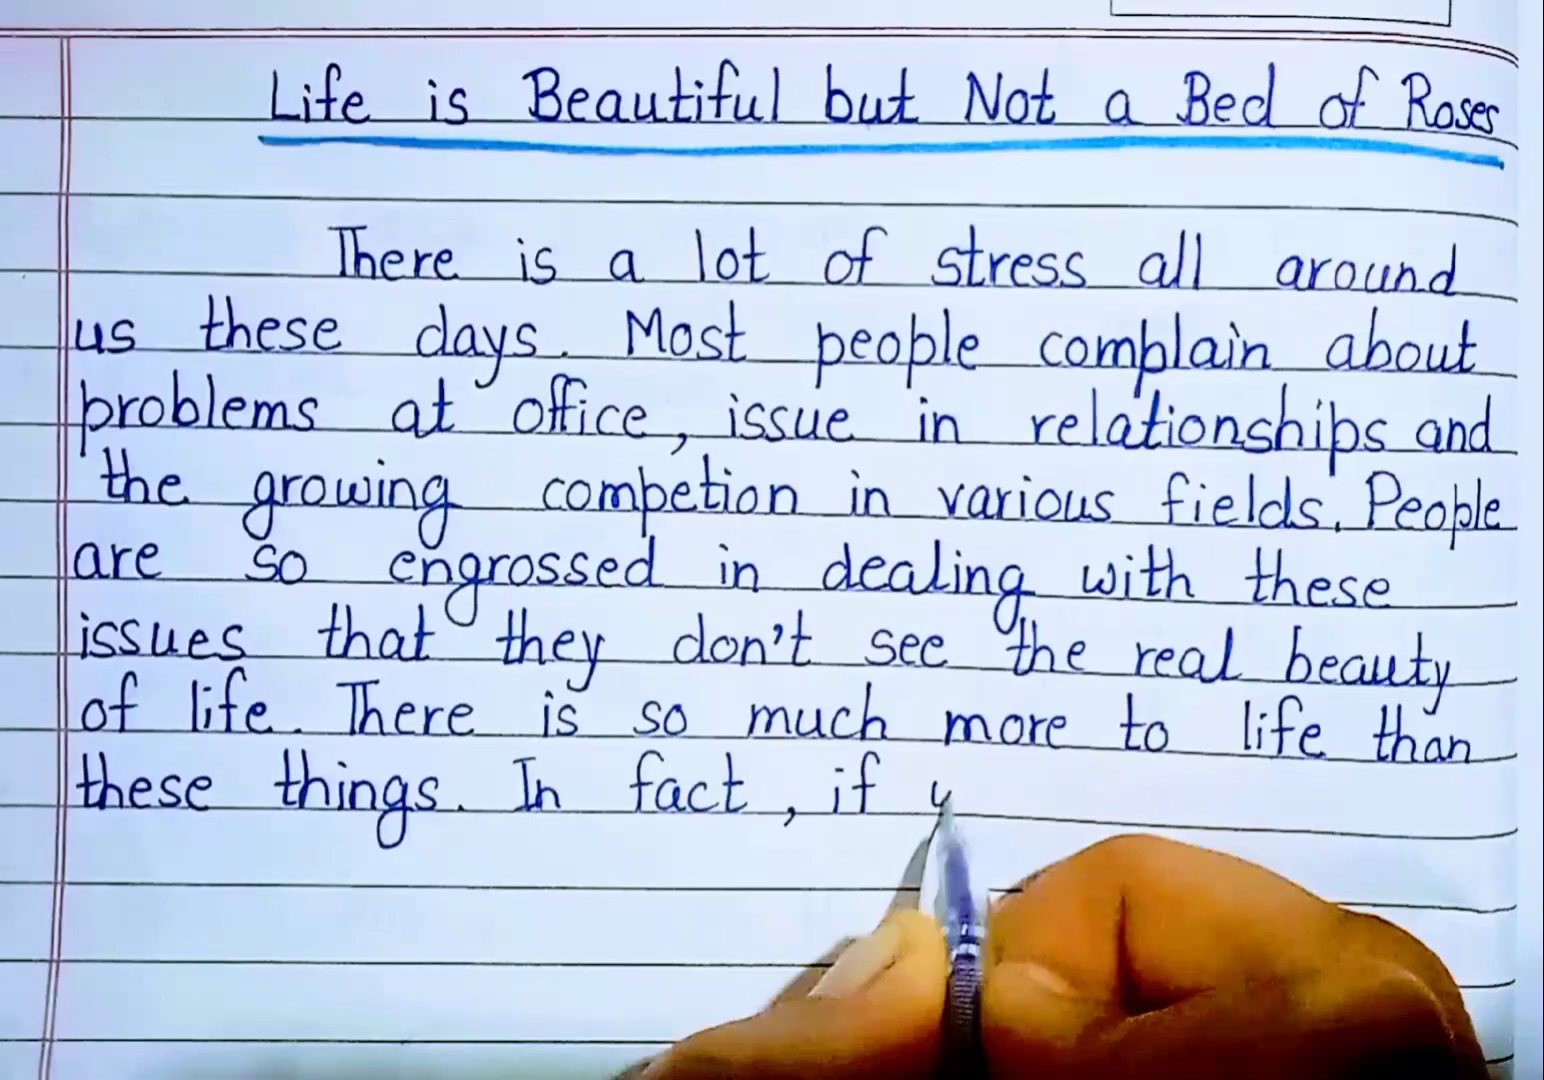 Life is Beautiful but Not a Bed of Roses
There is a lot of stress all around
us these days. Most people complain about
problems at office, issue in relationships and
the growing competion in various fields. People
are so engrossed in dealing with these
issues that they don't see the real beauty
of life. There is so much more to life than
these things. In fact, if y